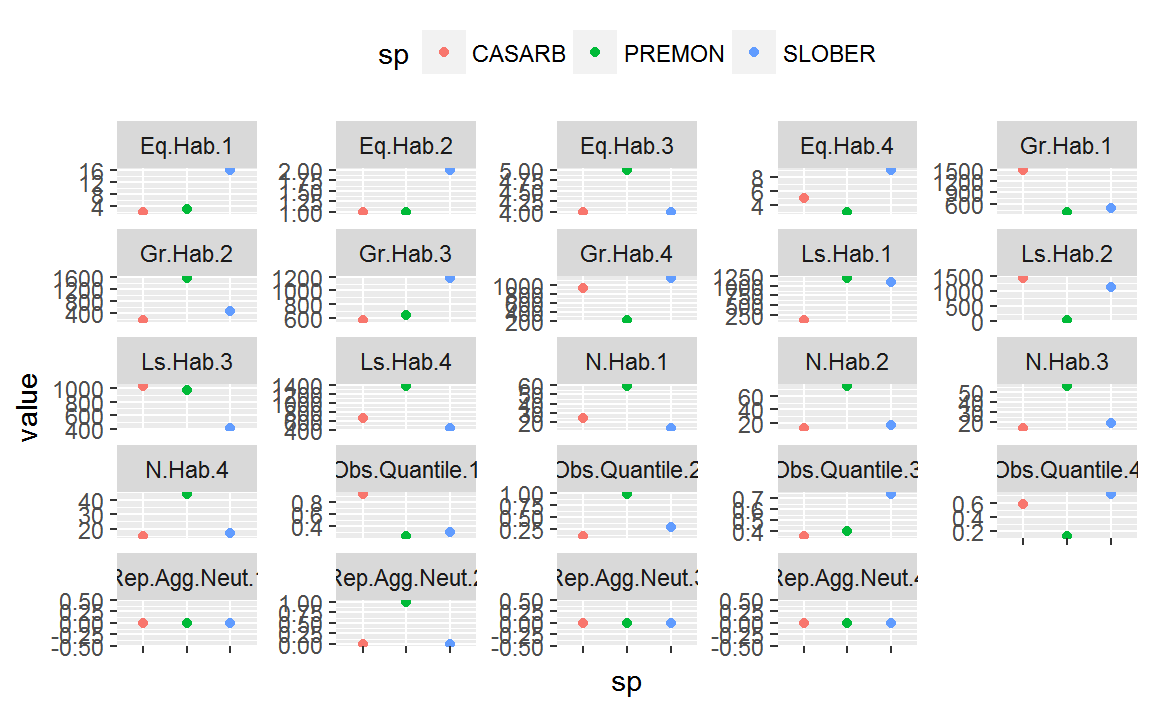 sp CASARB PREMON SLOBER
Eq.Hab.1 Eq.Hab.2 Eq.Hab.3 Eq.Hab.4 Gr.Hab.1
16 12 8 4
2.00 1.75 1.50 1.25 1.00
5.00 4.75 4.50 4.25 4.00
8 6 4
1500 1200 900 600
Gr.Hab.2 Gr.Hab.3 Gr.Hab.4 Ls.Hab.1 Ls.Hab.2
1600 1200 800 400
1200 1000 800 600
1000 800 600 400 200
1250 1000 750 500 250
1500 1000 500 0
value
Ls.Hab.3 Ls.Hab.4 N.Hab.1 N.Hab.2 N.Hab.3
1000 800 600 400
1400 1200 1000 800 600 400
60 50 40 30 20
60 40 20
50 40 30 20
N.Hab.4 Obs.Quantile.1 Obs.Quantile.2 Obs.Quantile.3 Obs.Quantile.4
40 30 20
0.8 0.6 0.4
1.00 0.75 0.50 0.25
0.7 0.6 0.5 0.4
0.6 0.4 0.2
Rep.Agg.Neut.1 Rep.Agg.Neut.2 Rep.Agg.Neut.3 Rep.Agg.Neut.4
0.50 0.25 0.00 -0.25 -0.50
1.00 0.75 0.50 0.25 0.00
0.50 0.25 0.00 -0.25 -0.50
0.50 0.25 0.00 -0.25 -0.50
sp